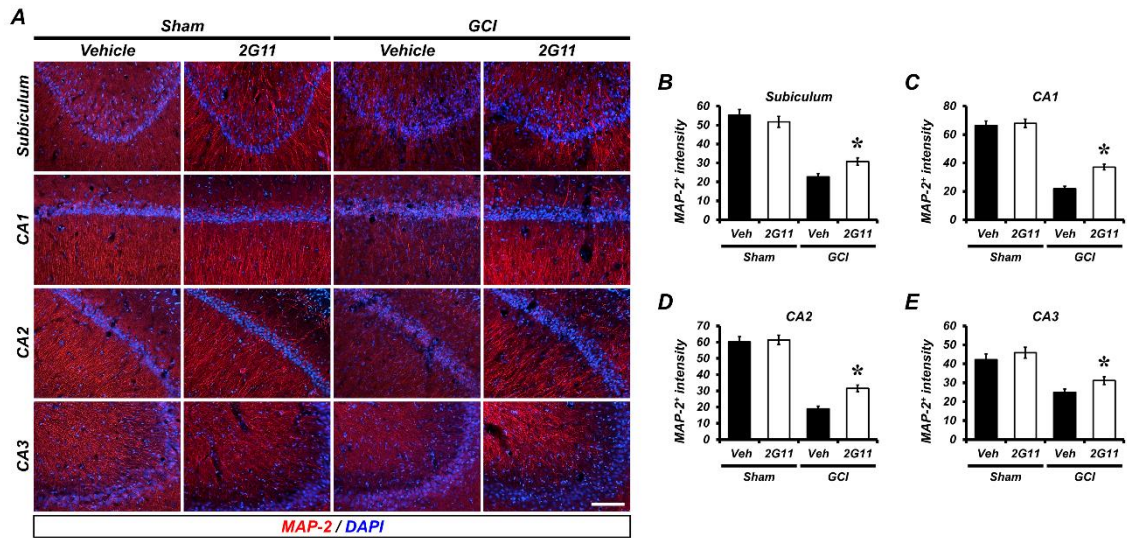 A
Sham
GCI
Vehicle
2G11
Vehicle
2G11
Subiculum
CA1
CA2
CA3
MAP-2 / DAPI
B
Subiculum
MAP-2⁺ intensity
60
50
40
30
20
10
0
*
Veh 2G11 Veh 2G11
Sham GCI
C
CA1
MAP-2⁺ intensity
80
60
40
20
0
*
Veh 2G11 Veh 2G11
Sham GCI
D
CA2
MAP-2⁺ intensity
70
60
50
40
30
20
10
0
*
Veh 2G11 Veh 2G11
Sham GCI
E
CA3
MAP-2⁺ intensity
60
50
40
30
20
10
0
*
Veh 2G11 Veh 2G11
Sham GCI